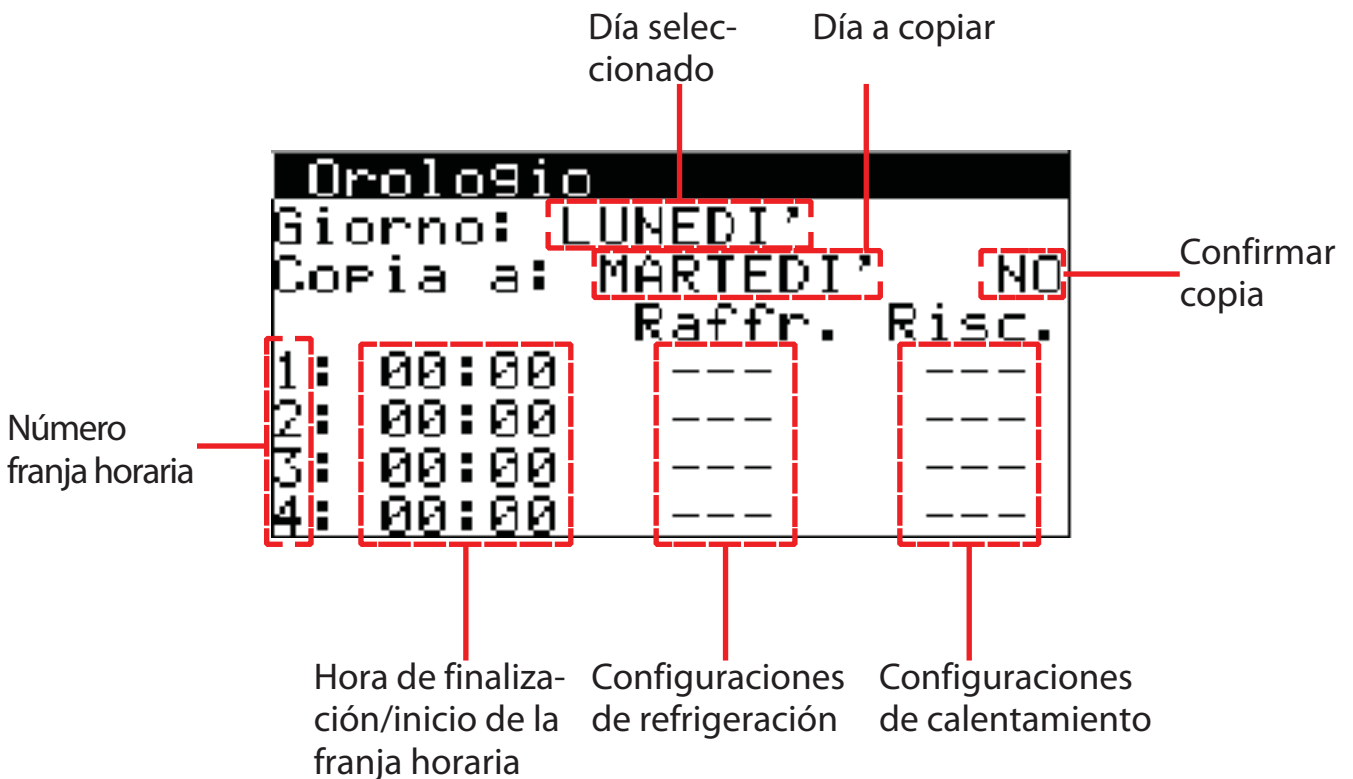 Día selec-
cionado
Día a copiar
Orologio
Giorno: LUNEDI'
Copia a: MARTEDI' NO
Confirmar
copia
Raffr. Risc.
1: 00:00 --- ---
2: 00:00 --- ---
3: 00:00 --- ---
4: 00:00 --- ---
Número
franja horaria
Hora de finaliza-
ción/inicio de la
franja horaria
Configuraciones
de refrigeración
Configuraciones
de calentamiento